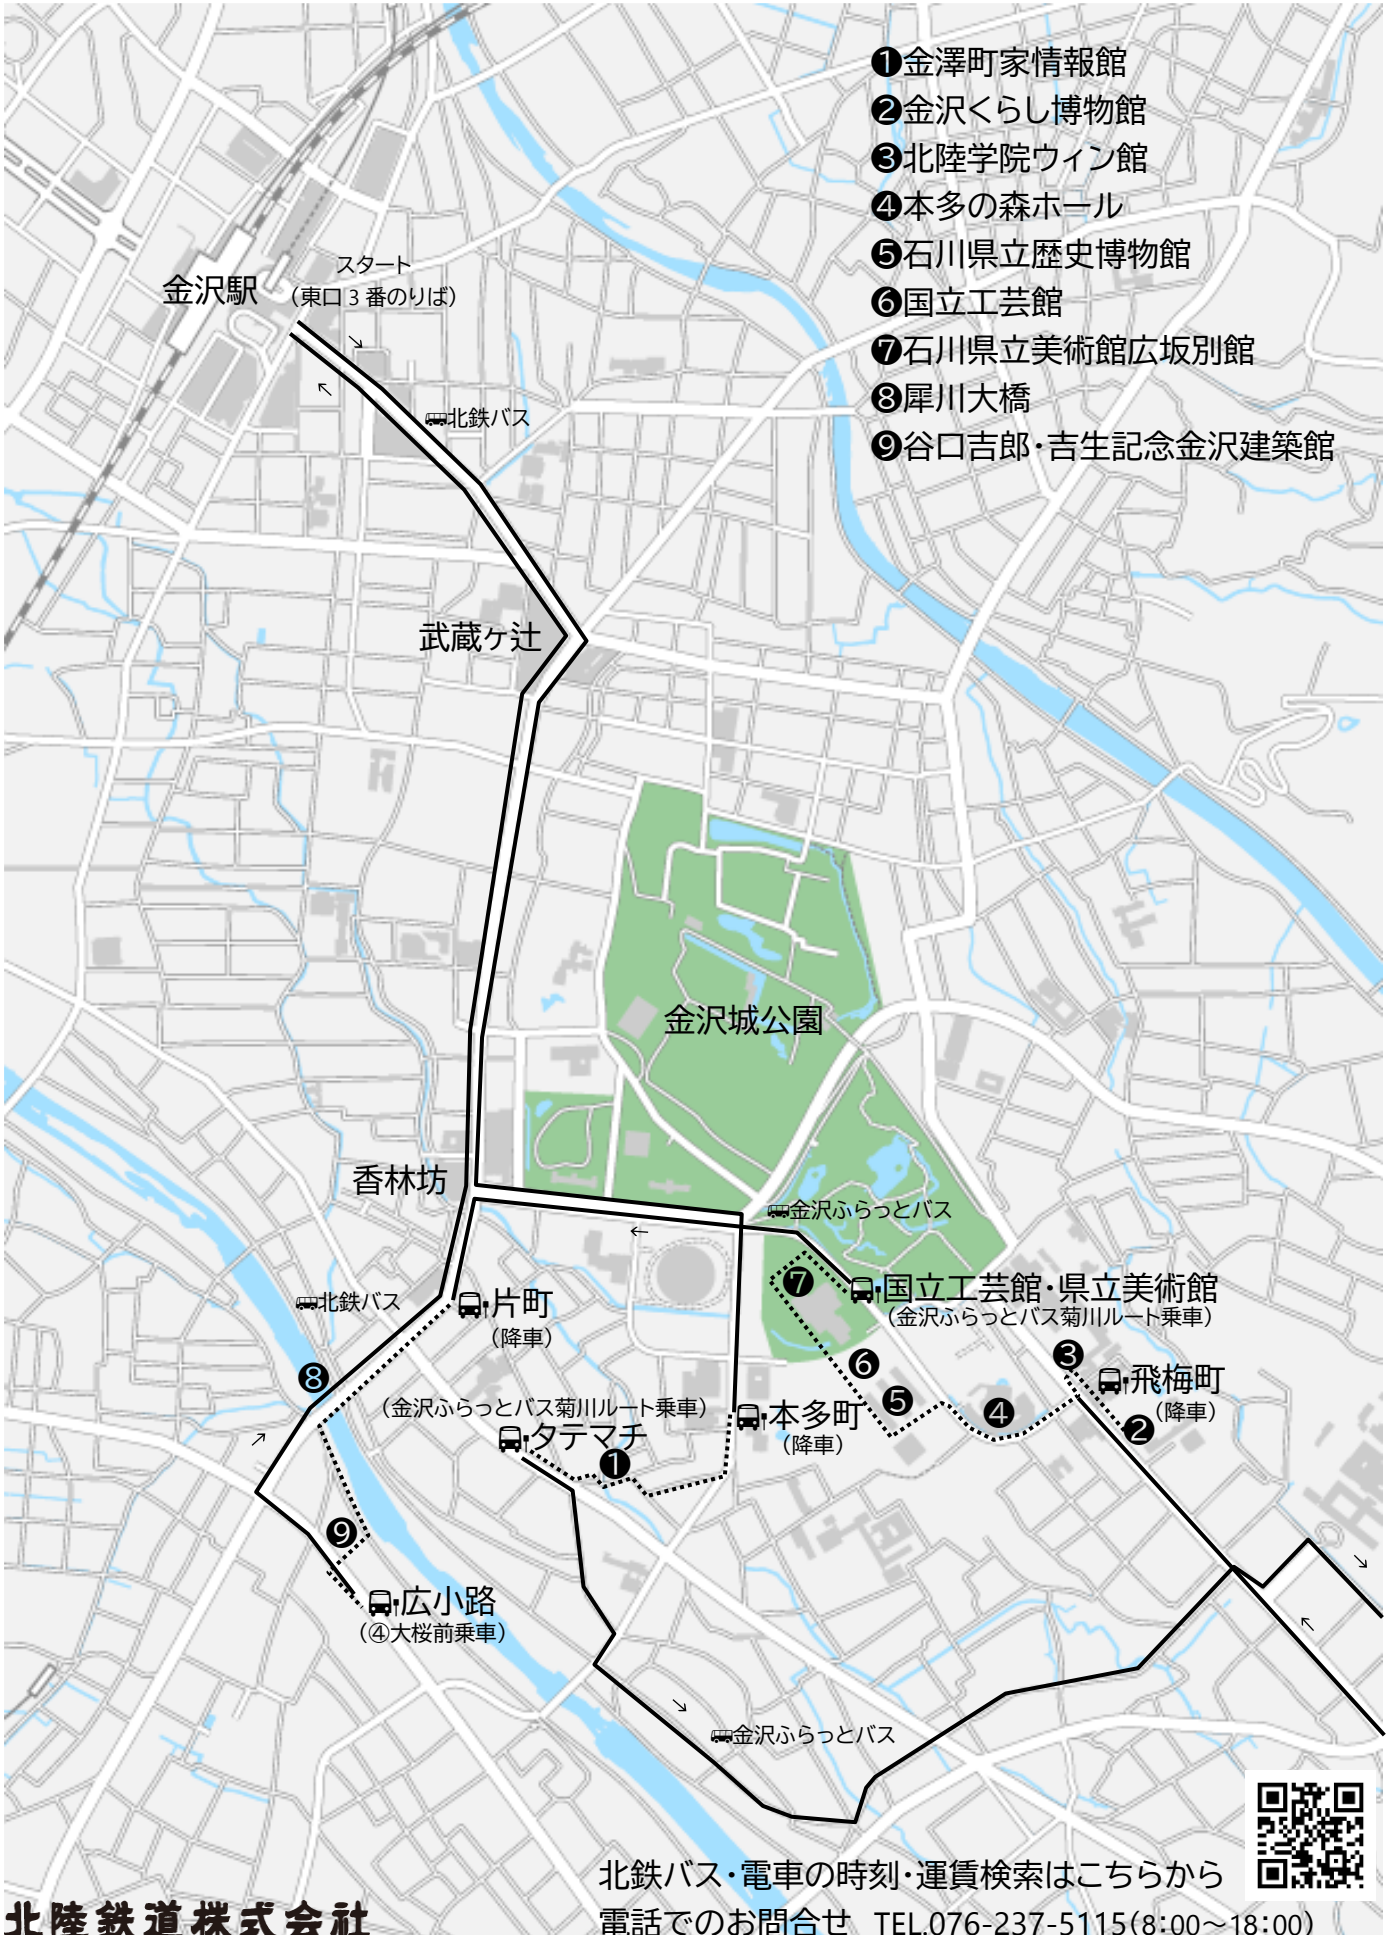 ❶金澤町家情報館
❷金沢くらし博物館
❸北陸学院ウィン館
❹本多の森ホール
❺石川県立歴史博物館
❻国立工芸館
❼石川県立美術館広坂別館
❽犀川大橋
❾谷口吉郎・吉生記念金沢建築館
スタート
金沢駅
（東口3番のりば）
北鉄バス
武蔵ヶ辻
金沢城公園
香林坊
金沢ふらっとバス
❼
国立工芸館・県立美術館
（金沢ふらっとバス菊川ルート乗車）
北鉄バス
片町
（降車）
❽
❻
❸
飛梅町
（降車）
❺
❹
❷
（金沢ふらっとバス菊川ルート乗車）
タテマチ
本多町
（降車）
❶
❾
広小路
（④大桜前乗車）
金沢ふらっとバス
北鉄バス・電車の時刻・運賃検索はこちらから
電話でのお問合せ TEL.076-237-5115（8：00～18：00）
北陸鉄道株式会社